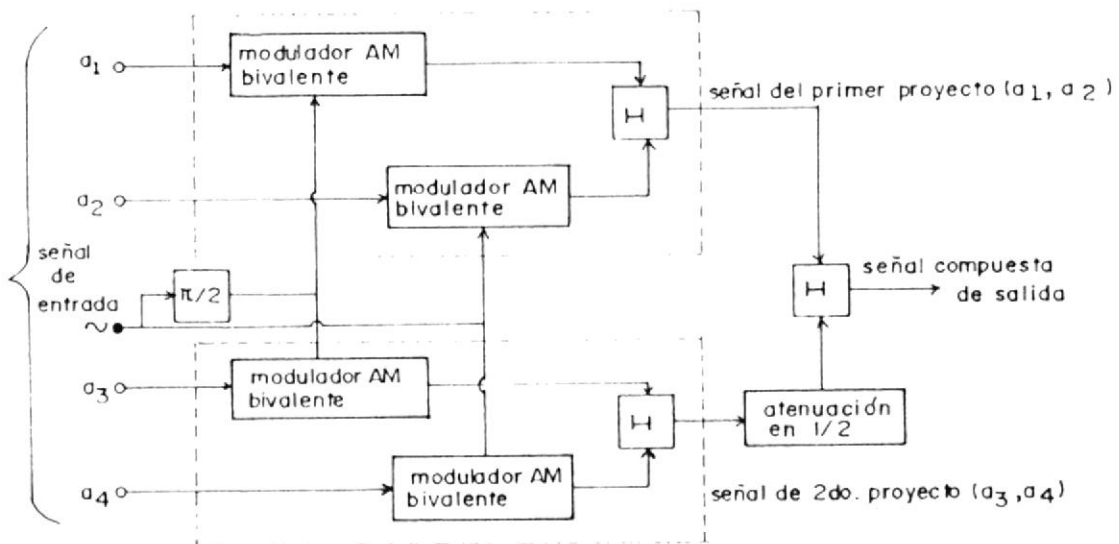 modulador AM
bivalente
a1
H
señal del primer proyecto (a1, a2)
a2
modulador AM
bivalente
señal
de
entrada
π/2
~
H
señal compuesta
de salida
a3
modulador AM
bivalente
H
atenuación
en 1/2
a4
modulador AM
bivalente
señal de 2do. proyecto (a3,a4)